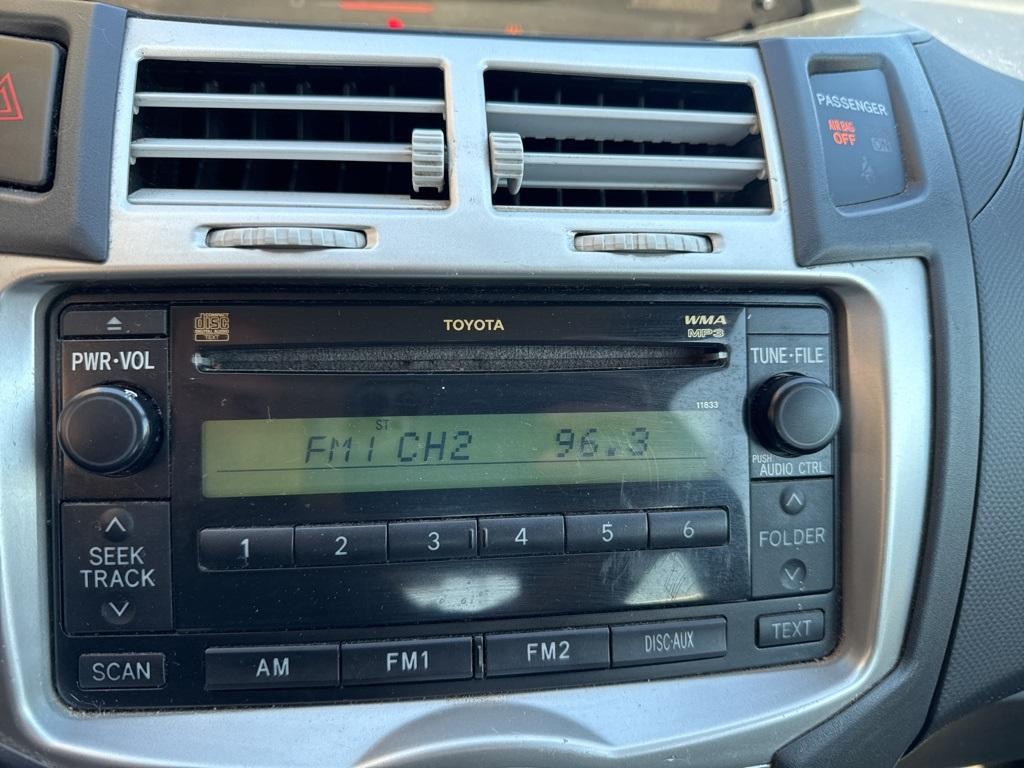 PASSENGER
AIR BAG
OFF ON
COMPACT
disc
DIGITAL AUDIO
TEXT
TOYOTA
WMA
MP3
PWR·VOL
TUNE·FILE
11833
ST
FM1 CH2 96.3
PUSH
AUDIO CTRL
SEEK
TRACK
1 2 3 4 5 6
FOLDER
SCAN
AM FM1 FM2 DISC·AUX
TEXT